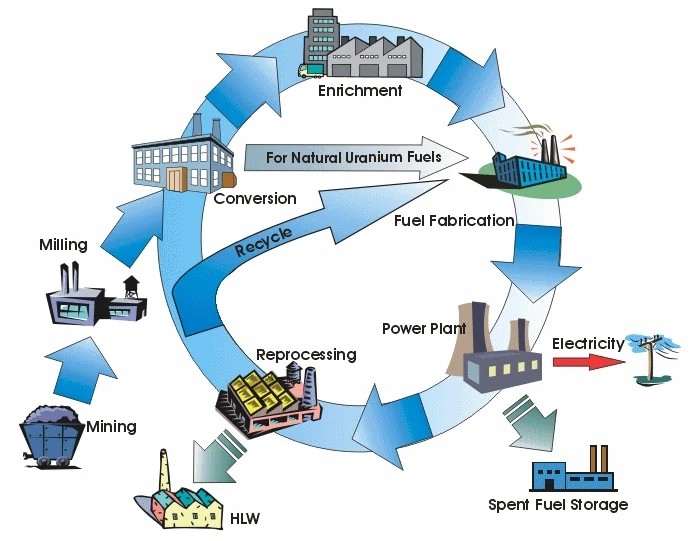 Enrichment
For Natural Uranium Fuels
Conversion
Fuel Fabrication
Recycle
Milling
Power Plant
Electricity
Reprocessing
Mining
Spent Fuel Storage
HLW